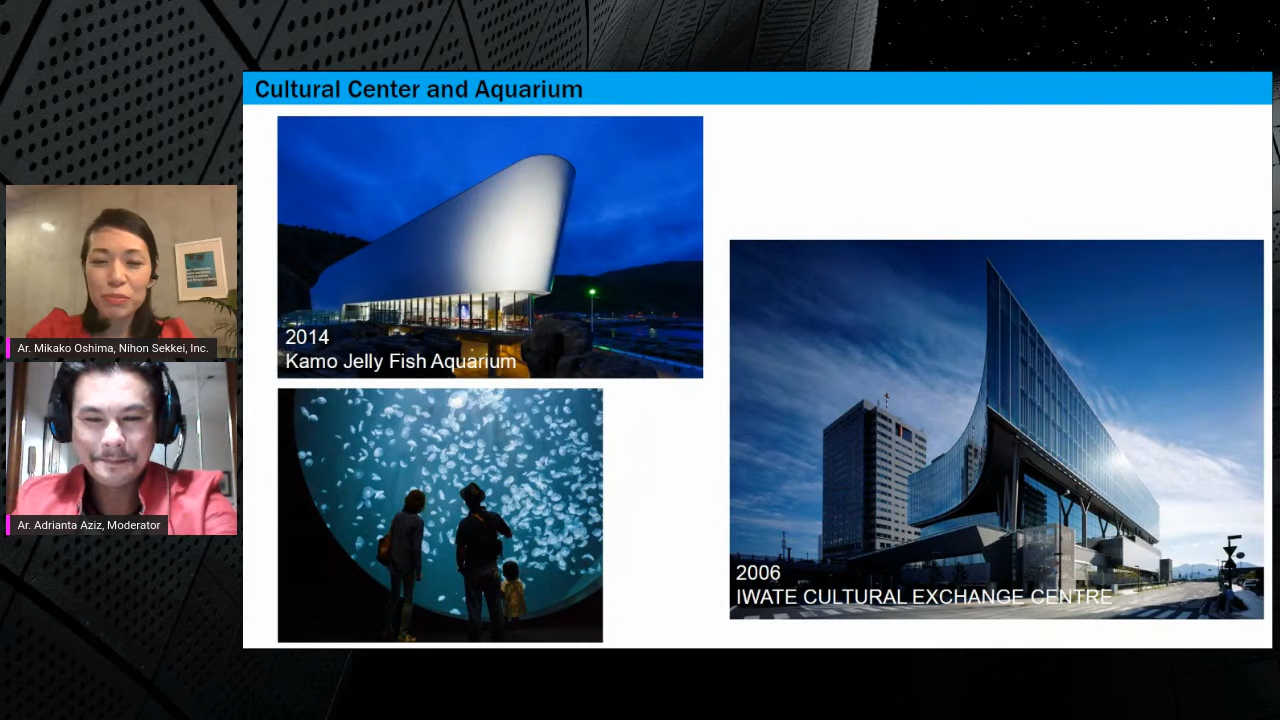 Cultural Center and Aquarium
2014
Kamo Jelly Fish Aquarium
2006
IWATE CULTURAL EXCHANGE CENTRE
Ar. Mikako Oshima, Nihon Sekkei, Inc.
Ar. Adrianta Aziz, Moderator